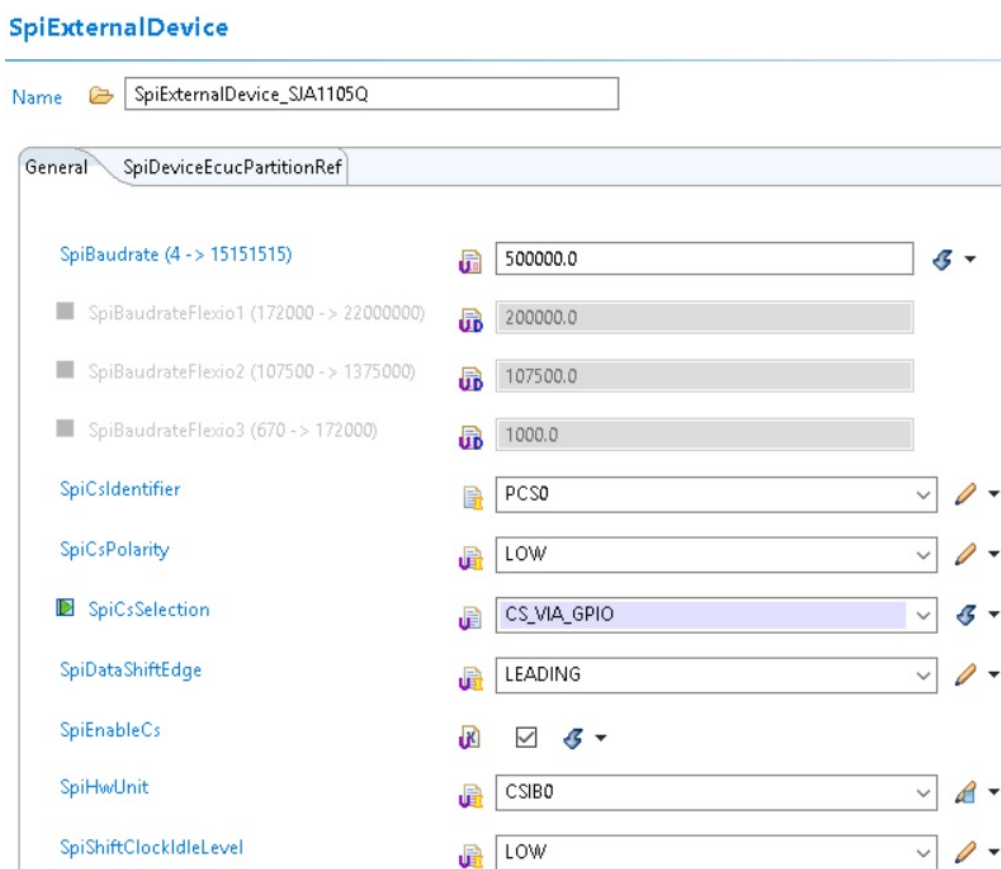 SpiExternalDevice
Name SpiExternalDevice_SJA1105Q
General SpiDeviceEcucPartitionRef
SpiBaudrate (4 -> 15151515) 500000.0
SpiBaudrateFlexio1 (172000 -> 22000000) 200000.0
SpiBaudrateFlexio2 (107500 -> 1375000) 107500.0
SpiBaudrateFlexio3 (670 -> 172000) 1000.0
SpiCsIdentifier PCS0
SpiCsPolarity LOW
SpiCsSelection CS_VIA_GPIO
SpiDataShiftEdge LEADING
SpiEnableCs
SpiHwUnit CSIB0
SpiShiftClockIdleLevel LOW